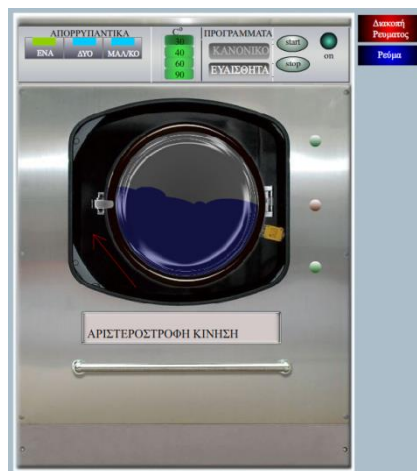 ΑΠΟΡΡΥΠΑΝΤΙΚΑ
ΕΝΑ ΔΥΟ ΜΑΛ/ΚΟ
30
40
60
90
ΠΡΟΓΡΑΜΜΑΤΑ
ΚΑΝΟΝΙΚΟ
ΕΥΑΙΣΘΗΤΑ
start
stop
on
Διακοπή
Ρευματος
Ρεύμα
ΑΡΙΣΤΕΡΟΣΤΡΟΦΗ ΚΙΝΗΣΗ